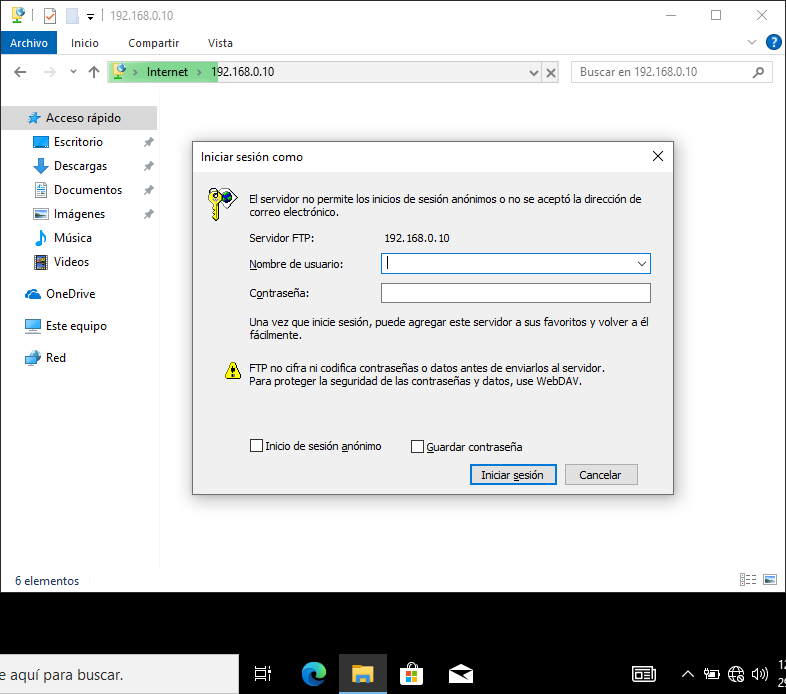 192.168.0.10
Archivo Inicio Compartir Vista
Internet 192.168.0.10 Buscar en 192.168.0.10
Acceso rápido
Escritorio
Descargas
Documentos
Imágenes
Música
Videos
OneDrive
Este equipo
Red
Iniciar sesión como
El servidor no permite los inicios de sesión anónimos o no se aceptó la dirección de
correo electrónico.
Servidor FTP: 192.168.0.10
Nombre de usuario:
Contraseña:
Una vez que inicie sesión, puede agregar este servidor a sus favoritos y volver a él
fácilmente.
FTP no cifra ni codifica contraseñas o datos antes de enviarlos al servidor.
Para proteger la seguridad de las contraseñas y datos, use WebDAV.
Inicio de sesión anónimo Guardar contraseña
Iniciar sesión Cancelar
6 elementos
e aquí para buscar.